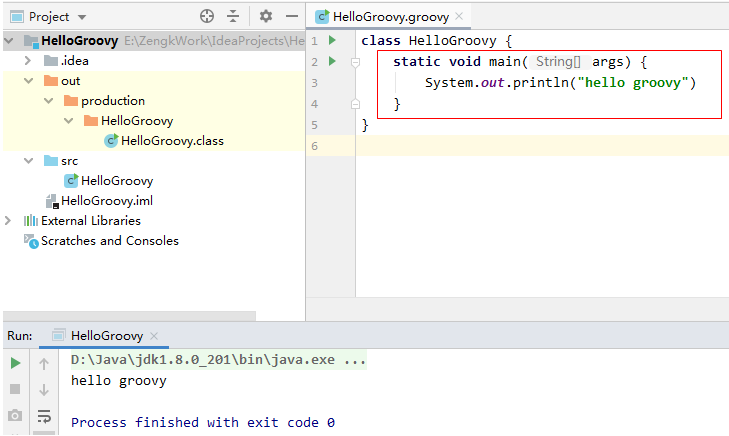 Project
HelloGroovy E:\ZengkWork\IdeaProjects\He
.idea
out
production
HelloGroovy
HelloGroovy.class
src
HelloGroovy
HelloGroovy.iml
External Libraries
Scratches and Consoles
HelloGroovy.groovy
1 class HelloGroovy {
2 static void main( String[] args) {
3 System.out.println("hello groovy")
4 }
5 }
6
Run: HelloGroovy
D:\Java\jdk1.8.0_201\bin\java.exe ...
hello groovy
Process finished with exit code 0